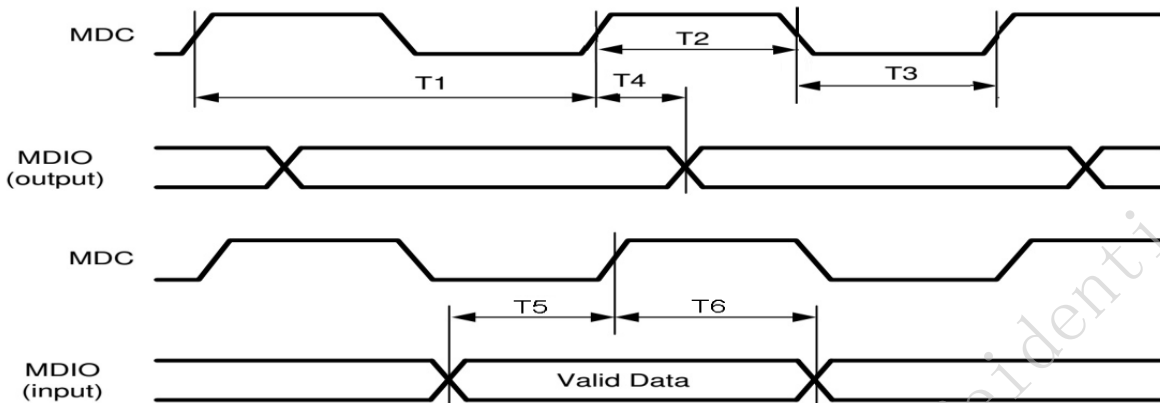 MDC
T1
T2
T3
T4
MDIO
(output)
MDC
T5
T6
MDIO
(input)
Valid Data